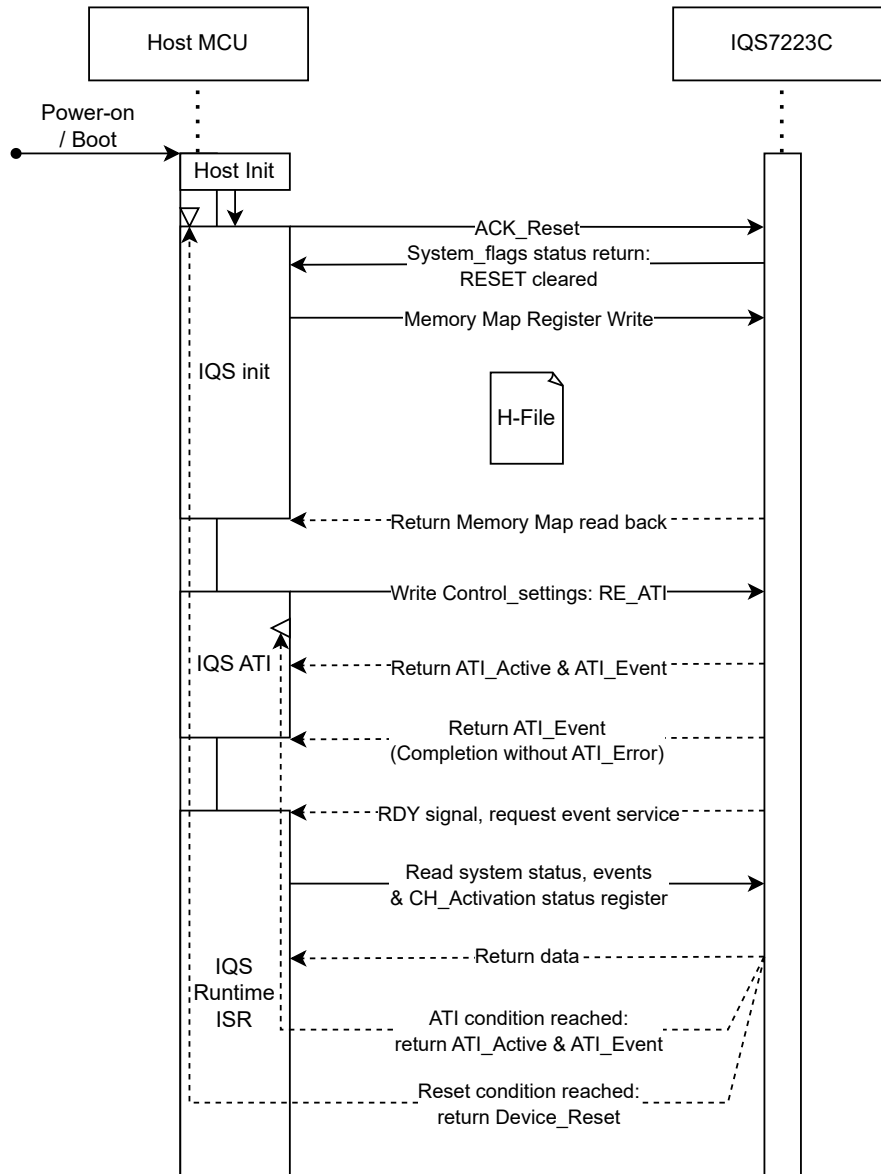 Host MCU
IQS7223C
Power-on
/ Boot
Host Init
ACK_Reset
System_flags status return:
RESET cleared
Memory Map Register Write
IQS init
H-File
Return Memory Map read back
Write Control_settings: RE_ATI
IQS ATI
Return ATI_Active & ATI_Event
Return ATI_Event
(Completion without ATI_Error)
RDY signal, request event service
Read system status, events
& CH_Activation status register
Return data
IQS
Runtime
ISR
ATI condition reached:
return ATI_Active & ATI_Event
Reset condition reached:
return Device_Reset